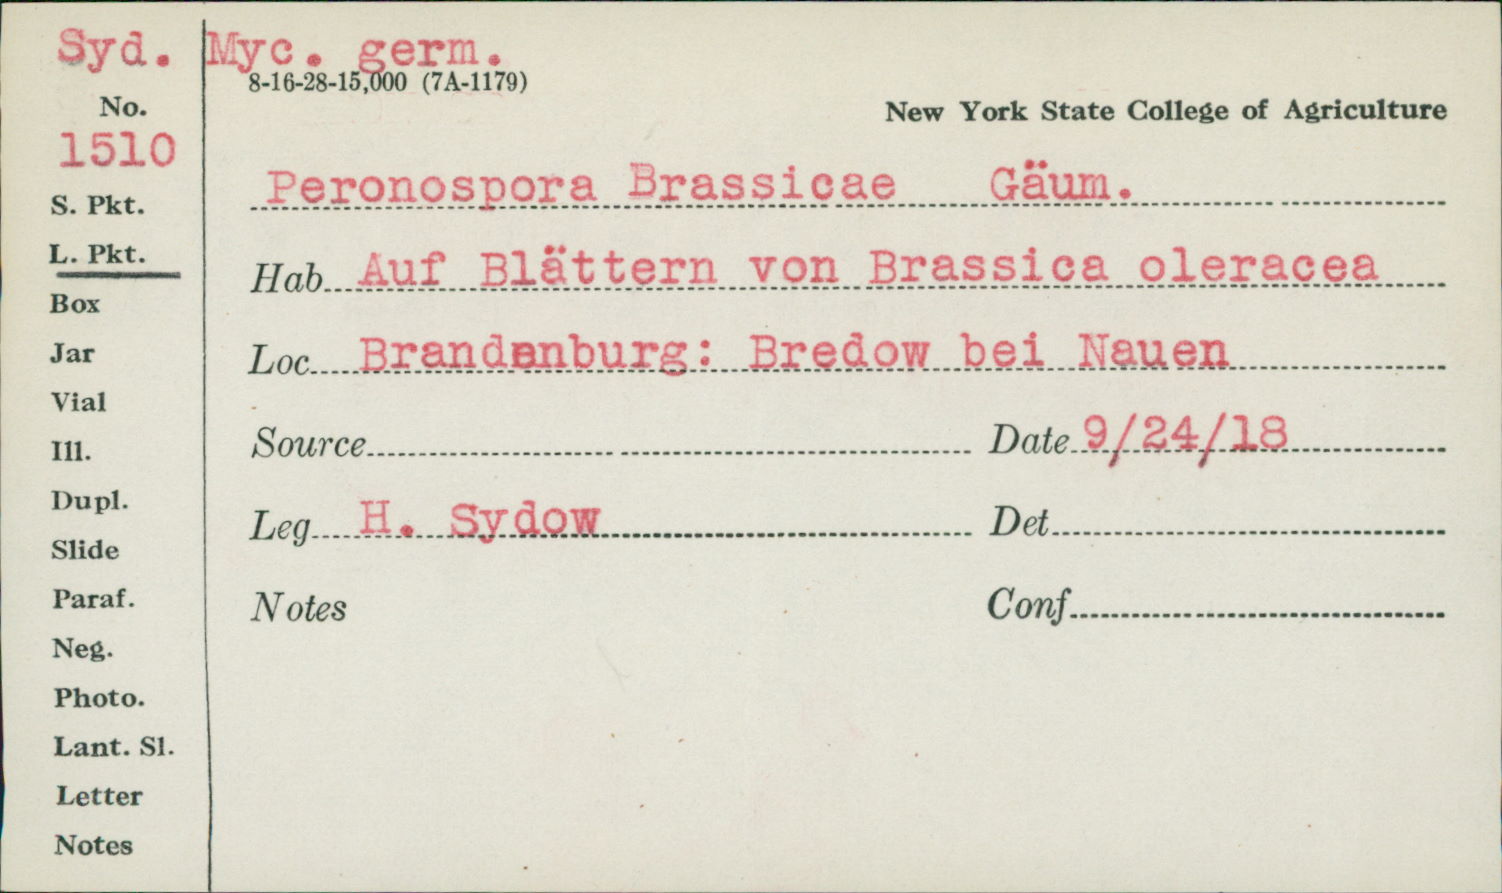 Syd. Myc. germ.
8-16-28-15,000 (7A-1179)
No.
New York State College of Agriculture
1510
Peronospora Brassicae Gäum.
S. Pkt.
L. Pkt.
Hab. Auf Blättern von Brassica oleracea
Box
Jar
Loc. Brandenburg: Bredow bei Nauen
Vial
Ill.
Source Date 9/24/18
Dupl.
Leg. H. Sydow Det
Slide
Paraf.
Notes Conf
Neg.
Photo.
Lant. Sl.
Letter
Notes